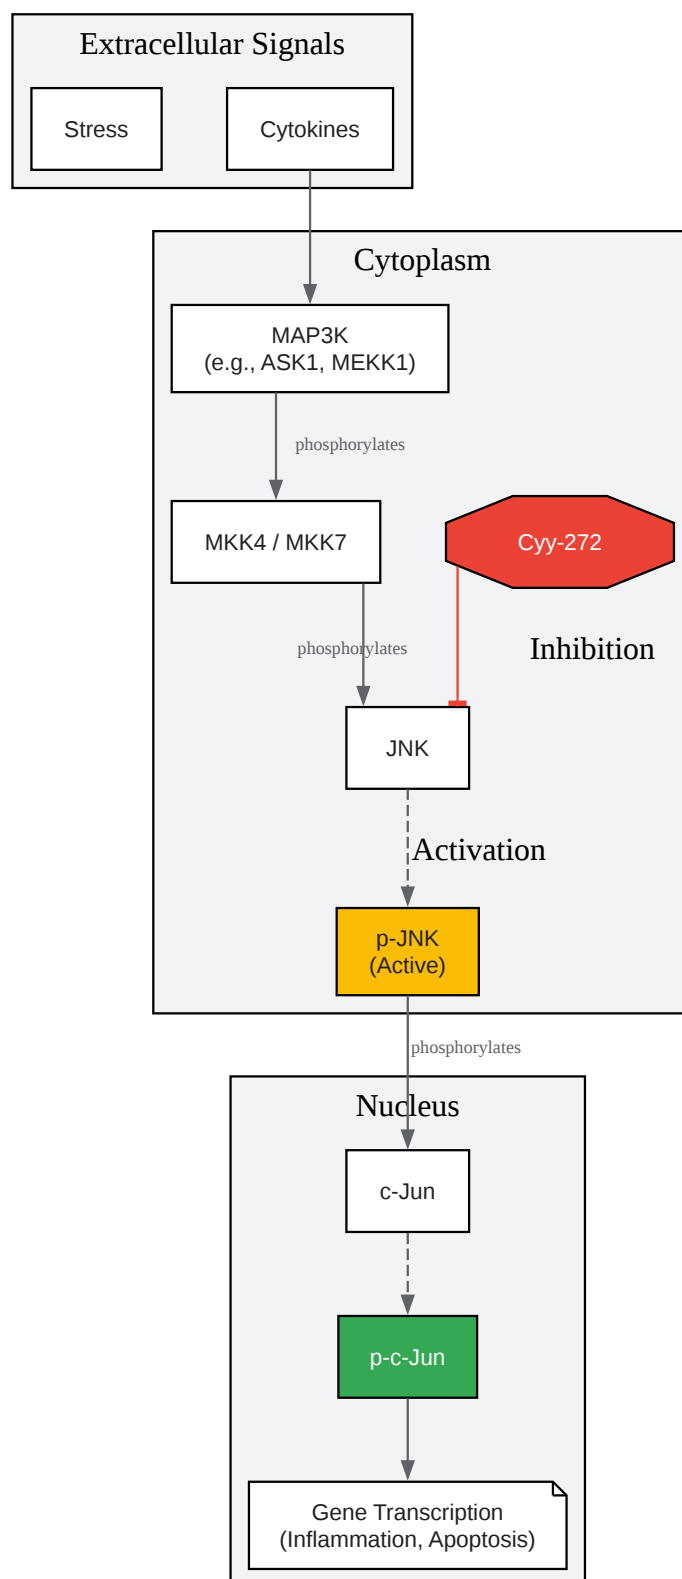 Extracellular Signals
Stress
Cytokines
Cytoplasm
MAP3K
(e.g., ASK1, MEKK1)
phosphorylates
MKK4 / MKK7
Cyy-272
phosphorylates
Inhibition
JNK
Activation
p-JNK
(Active)
phosphorylates
Nucleus
c-Jun
p-c-Jun
Gene Transcription
(Inflammation, Apoptosis)